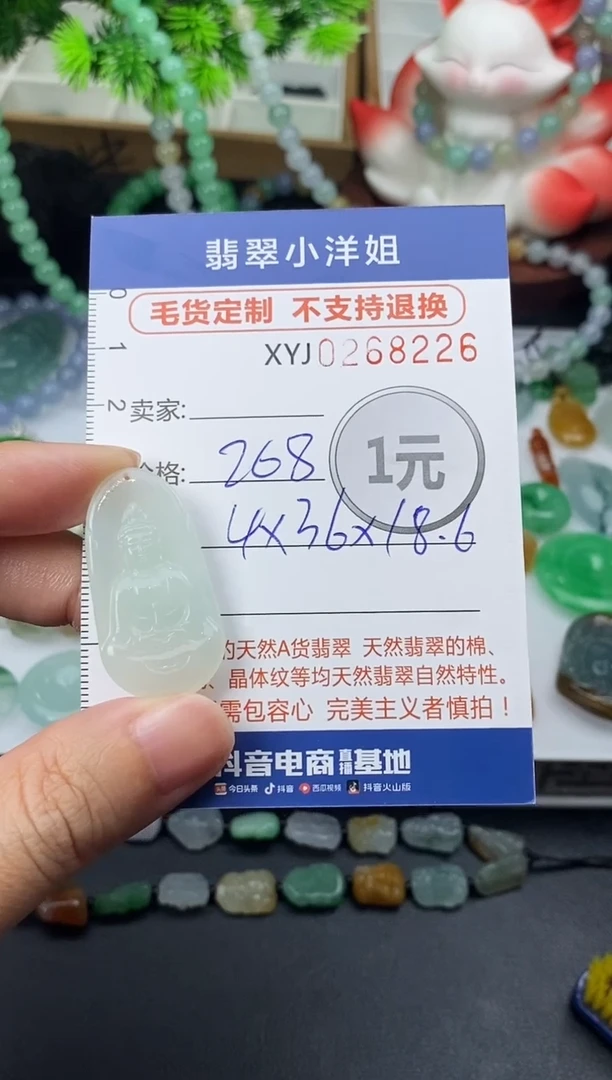 翡翠小洋姐
毛货定制 不支持退换
XYJ0268226
0
1
2
卖家:
1元
格: 268
4x36x18.6
的天然A货翡翠 天然翡翠的棉、
、晶体纹等均天然翡翠自然特性。
需包容心 完美主义者慎拍!
抖音电商直播基地
今日头条 抖音 西瓜视频 抖音火山版